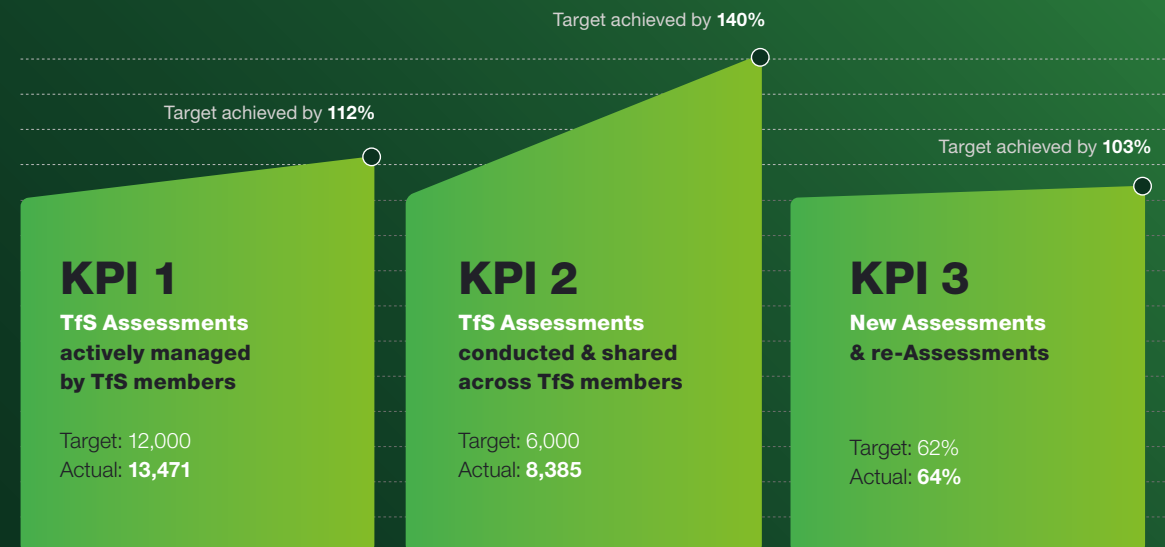 Target achieved by 140%
Target achieved by 112%
Target achieved by 103%
KPI 1
TfS Assessments
actively managed
by TfS members
Target: 12,000
Actual: 13,471
KPI 2
TfS Assessments
conducted & shared
across TfS members
Target: 6,000
Actual: 8,385
KPI 3
New Assessments
& re-Assessments
Target: 62%
Actual: 64%